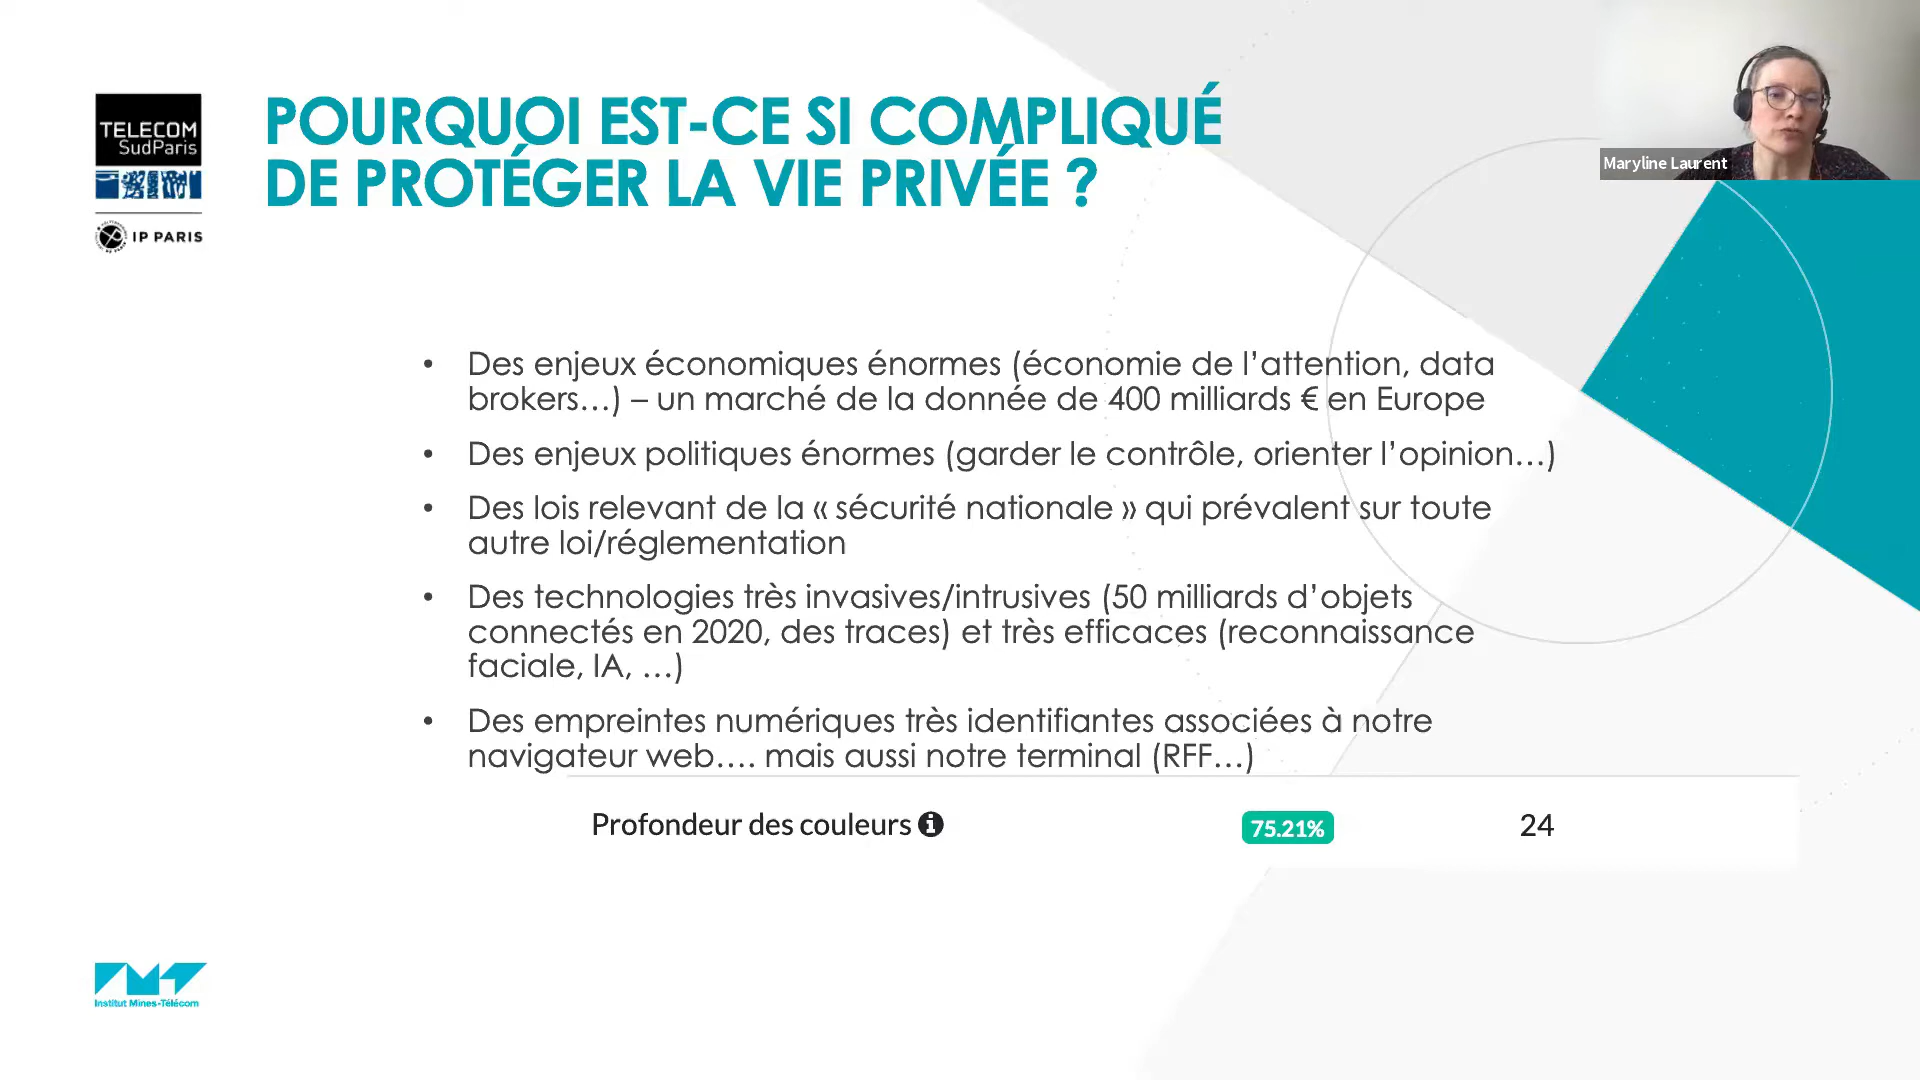 TELECOM
SudParis
IP PARIS
POURQUOI EST-CE SI COMPLIQUÉ
DE PROTÉGER LA VIE PRIVÉE ?
Maryline Laurent
• Des enjeux économiques énormes (économie de l’attention, data
brokers…) – un marché de la donnée de 400 milliards € en Europe
• Des enjeux politiques énormes (garder le contrôle, orienter l’opinion…)
• Des lois relevant de la « sécurité nationale » qui prévalent sur toute
autre loi/réglementation
• Des technologies très invasives/intrusives (50 milliards d’objets
connectés en 2020, des traces) et très efficaces (reconnaissance
faciale, IA, …)
• Des empreintes numériques très identifiantes associées à notre
navigateur web…. mais aussi notre terminal (RFF…)
Profondeur des couleurs 75.21% 24
IMT
Institut Mines-Télécom